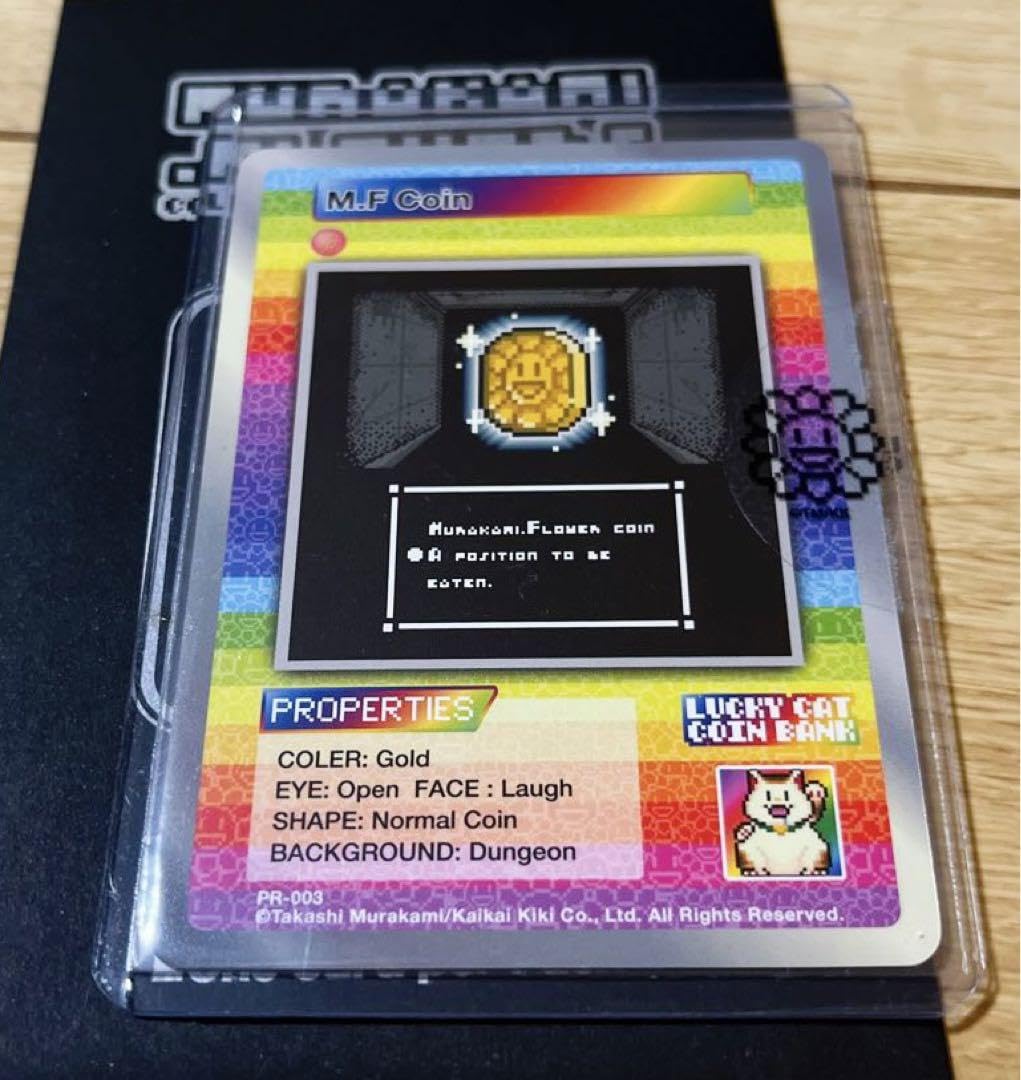 M.F Coin
Murakami.Flower coin
A position to be
eaten.
PROPERTIES
LUCKY CAT
COIN BANK
COLER: Gold
EYE: Open FACE : Laugh
SHAPE: Normal Coin
BACKGROUND: Dungeon
PR-003
©Takashi Murakami/Kaikai Kiki Co., Ltd. All Rights Reserved.